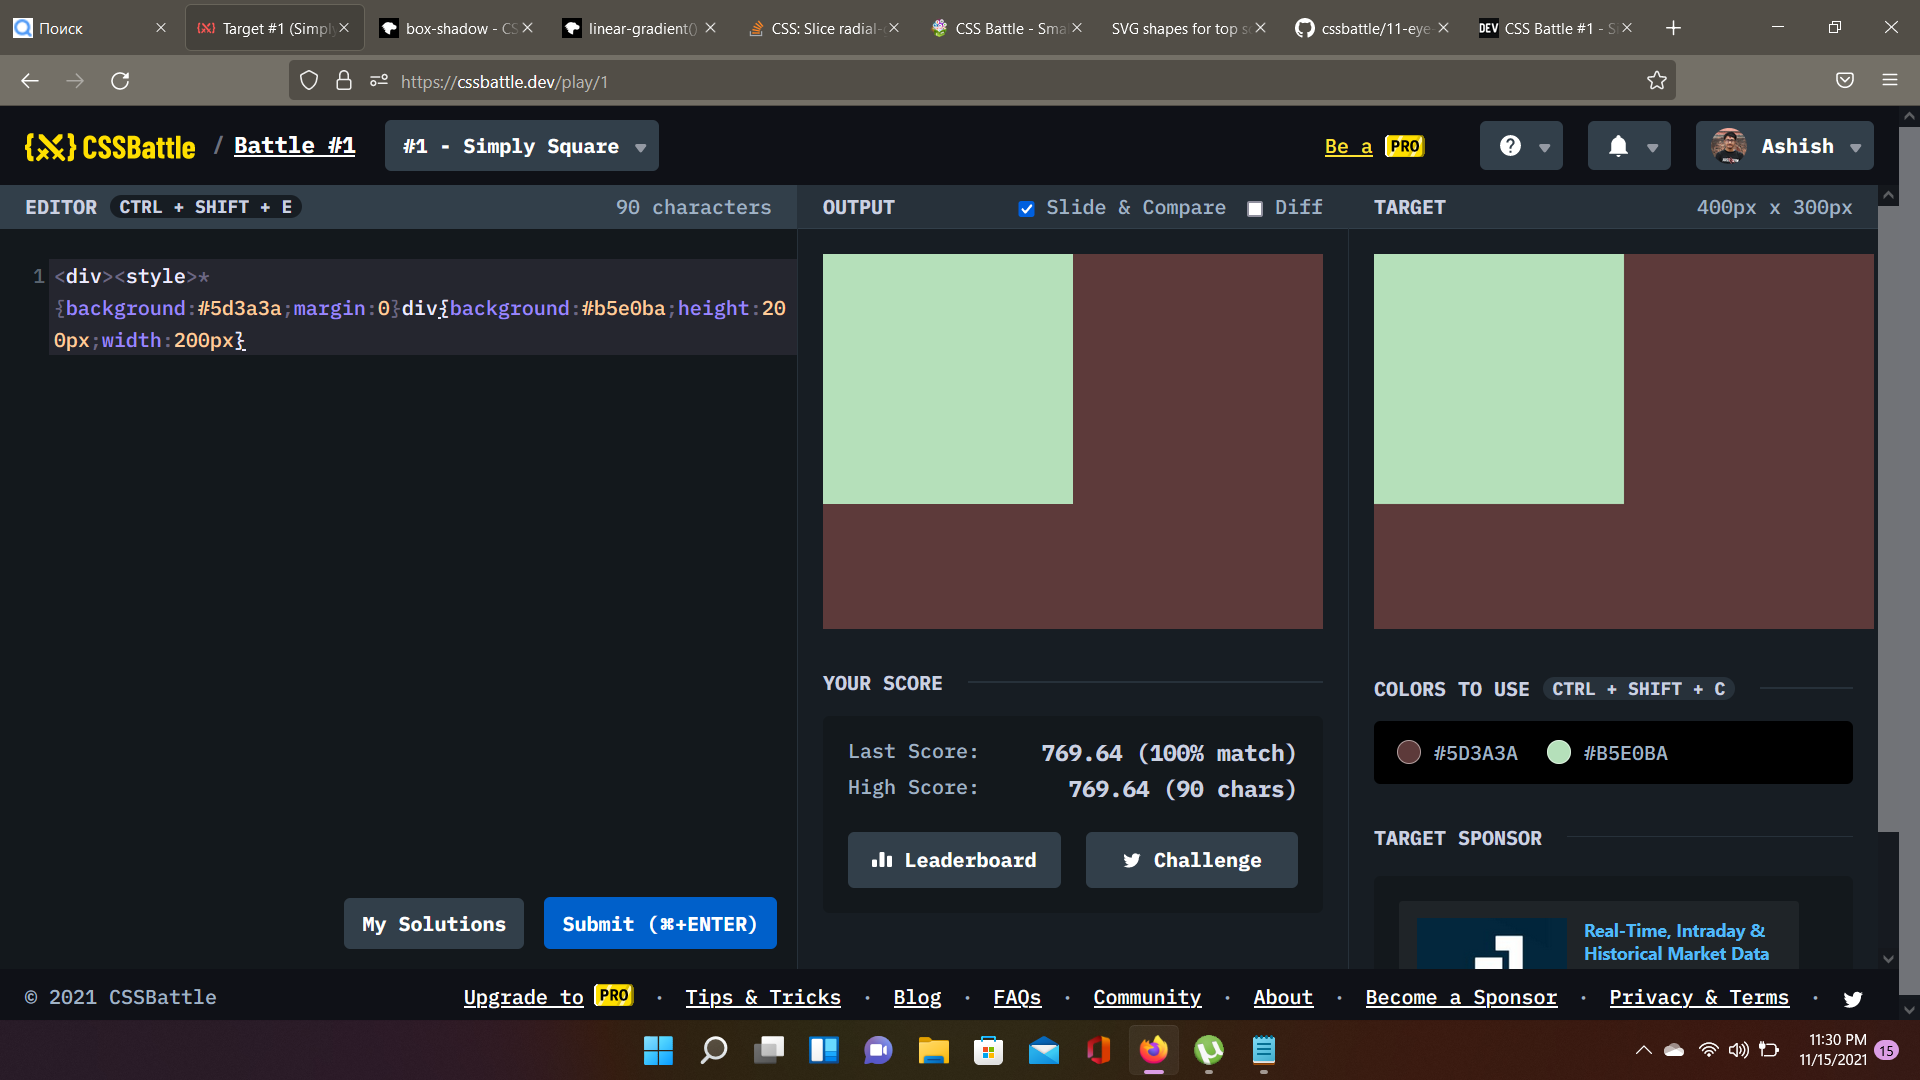 Поиск
Target #1 (Simply
box-shadow - CS
linear-gradient()
CSS: Slice radial-
CSS Battle - Sma
SVG shapes for top s
cssbattle/11-eye-
DEV CSS Battle #1 - Si
https://cssbattle.dev/play/1
CSSBattle / Battle #1
#1 - Simply Square
Be a PRO
Ashish
EDITOR CTRL + SHIFT + E
90 characters
OUTPUT
Slide & Compare
Diff
TARGET
400px x 300px
1
<div><style>*
{background:#5d3a3a;margin:0}div{background:#b5e0ba;height:20
0px;width:200px}
YOUR SCORE
Last Score: 769.64 (100% match)
High Score: 769.64 (90 chars)
Leaderboard
Challenge
COLORS TO USE CTRL + SHIFT + C
#5D3A3A #B5E0BA
TARGET SPONSOR
Real-Time, Intraday &
Historical Market Data
My Solutions
Submit (⌘+ENTER)
© 2021 CSSBattle
Upgrade to PRO · Tips & Tricks · Blog · FAQs · Community · About · Become a Sponsor · Privacy & Terms ·
11:30 PM
11/15/2021
15